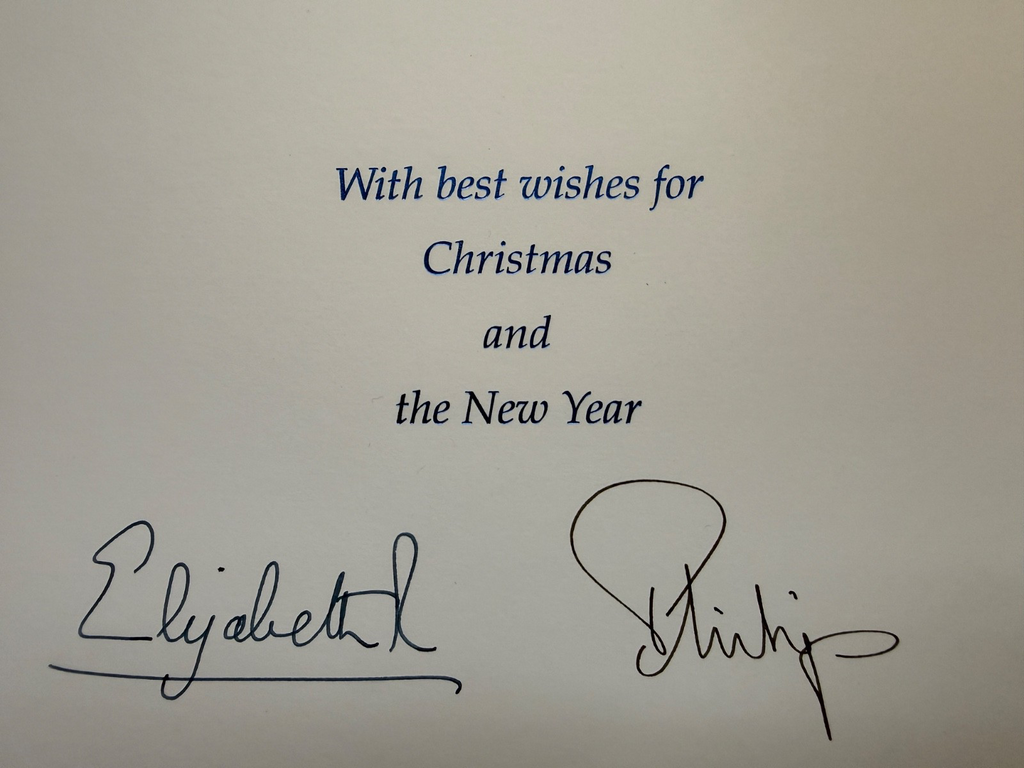 With best wishes for
Christmas
and
the New Year
Elizabeth R
Philip